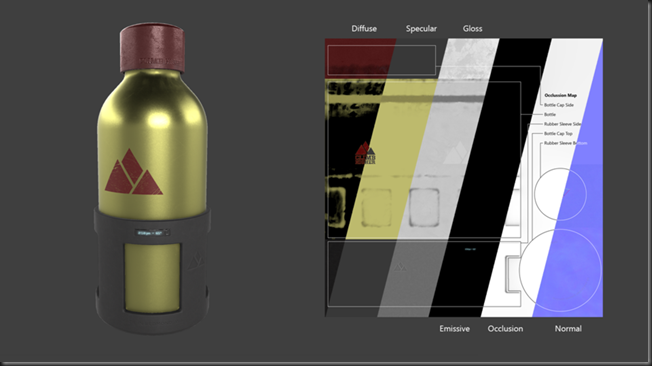 Diffuse Specular Gloss
Occlusion Map
Bottle Cap Side
Bottle
Rubber Sleeve Side
Bottle Cap Top
Rubber Sleeve Bottom
Emissive Occlusion Normal